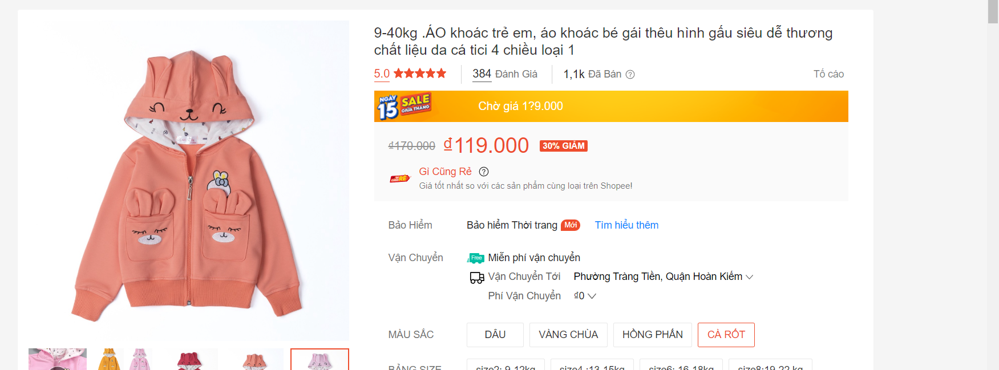 9-40kg .ÁO khoác trẻ em, áo khoác bé gái thêu hình gấu siêu dễ thương
chất liệu da cá tici 4 chiều loại 1
5.0 384 Đánh Giá 1,1k Đã Bán ? Tố cáo
NGÀY 15 SALE GIỮA THÁNG Chờ giá 1?9.000
₫170.000 ₫119.000 30% GIẢM
Gì Cũng Rẻ ?
Giá tốt nhất so với các sản phẩm cùng loại trên Shopee!
Bảo Hiểm Bảo hiểm Thời trang Mới Tìm hiểu thêm
Vận Chuyển Free Miễn phí vận chuyển
Vận Chuyển Tới Phường Tràng Tiền, Quận Hoàn Kiếm
Phí Vận Chuyển ₫0
MÀU SẮC DÂU VÀNG CHÙA HỒNG PHẤN CÀ RỐT
BẢNG SIZE size2: 9-12kg size4 :13-15kg size6: 16-18kg size8:19-22 kg